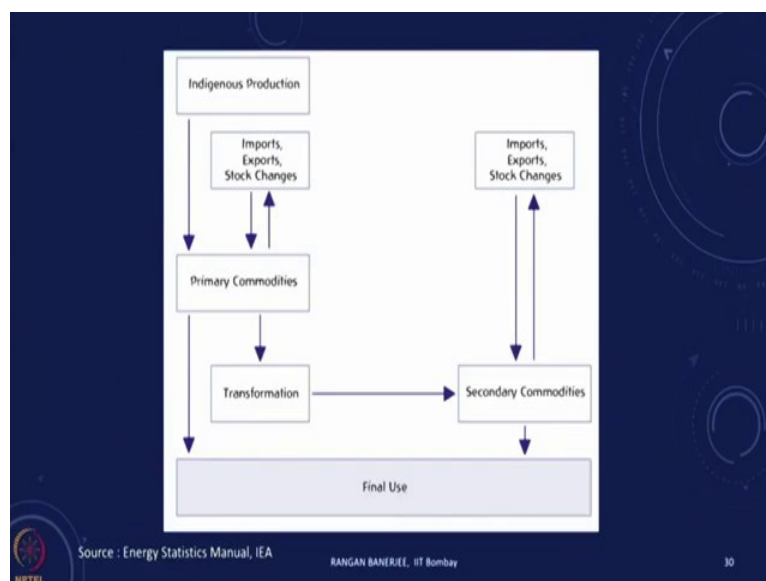 Indigenous Production
Imports,
Exports,
Stock Changes
Imports,
Exports,
Stock Changes
Primary Commodities
Transformation
Secondary Commodities
Final Use
Source : Energy Statistics Manual, IEA
RANGAN BANERJEE, IIT Bombay
30
NPTEL